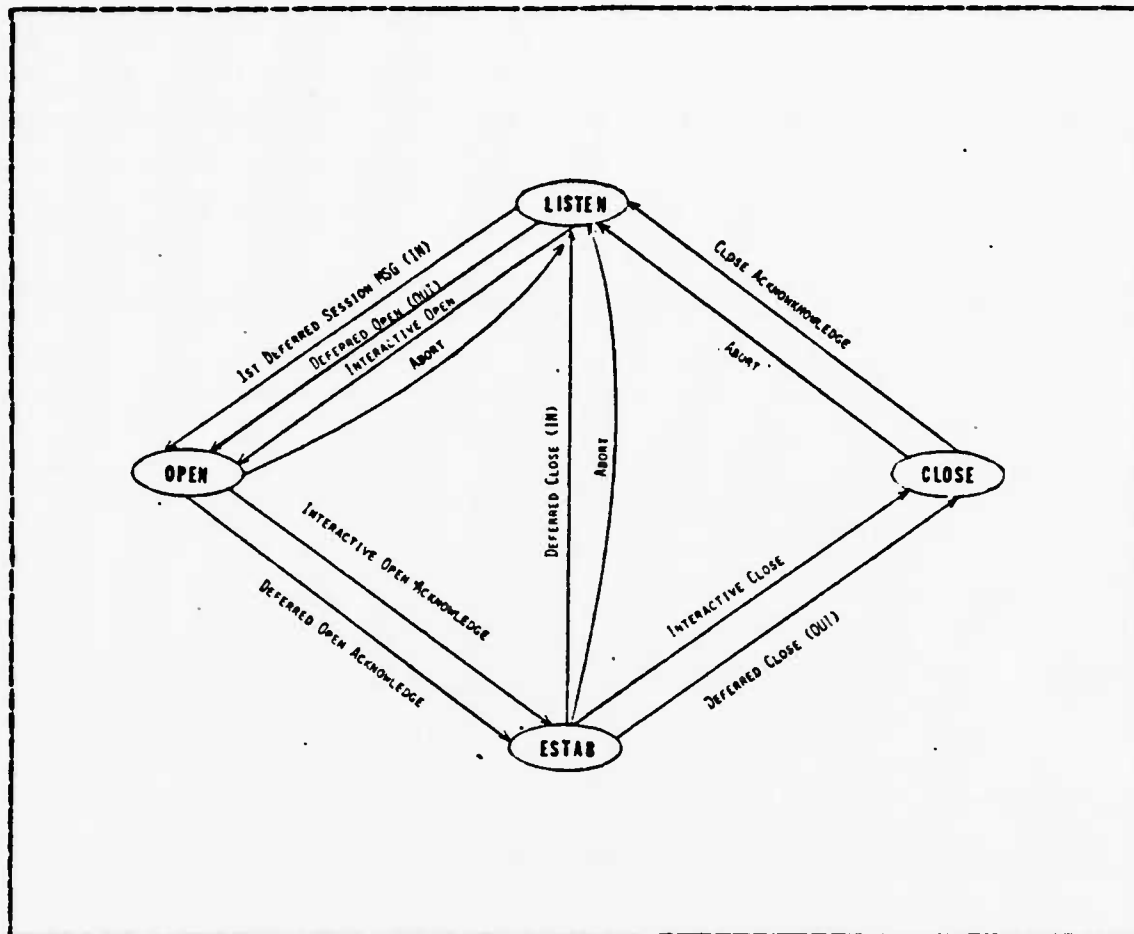 LISTEN
1ST DEFERRED SESSION MSG (IN)
DEFERRED OPEN (OUT)
INTERACTIVE OPEN
ABORT
CLOSE ACKNOWKNOWLEDGE
ABORT
DEFERRED CLOSE (IN)
ABORT
OPEN
CLOSE
INTERACTIVE OPEN ACKNOWLEDGE
DEFERRED OPEN ACKNOWLEDGE
INTERACTIVE CLOSE
DEFERRED CLOSE (OUT)
ESTAB